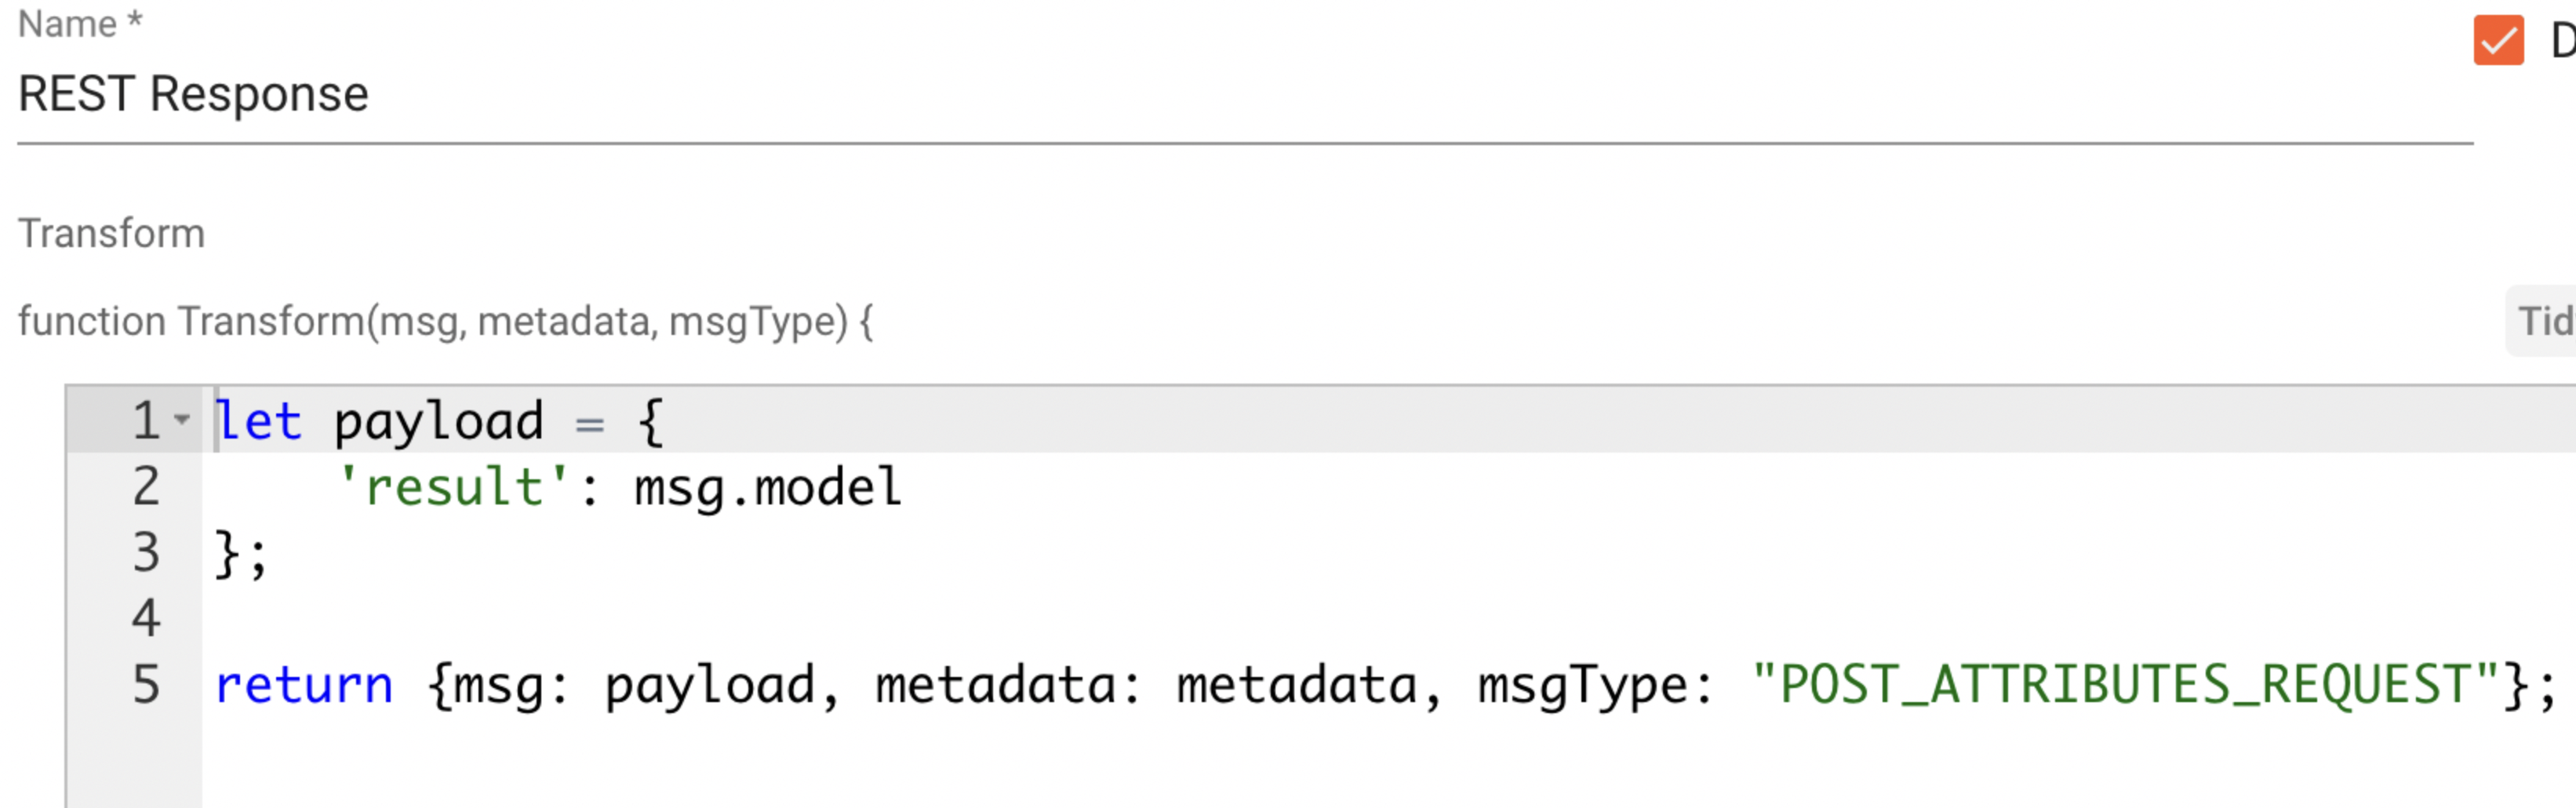 Name *
REST Response
Transform
function Transform(msg, metadata, msgType) {
1 let payload = {
2     'result': msg.model
3 };
4
5 return {msg: payload, metadata: metadata, msgType: "POST_ATTRIBUTES_REQUEST"};